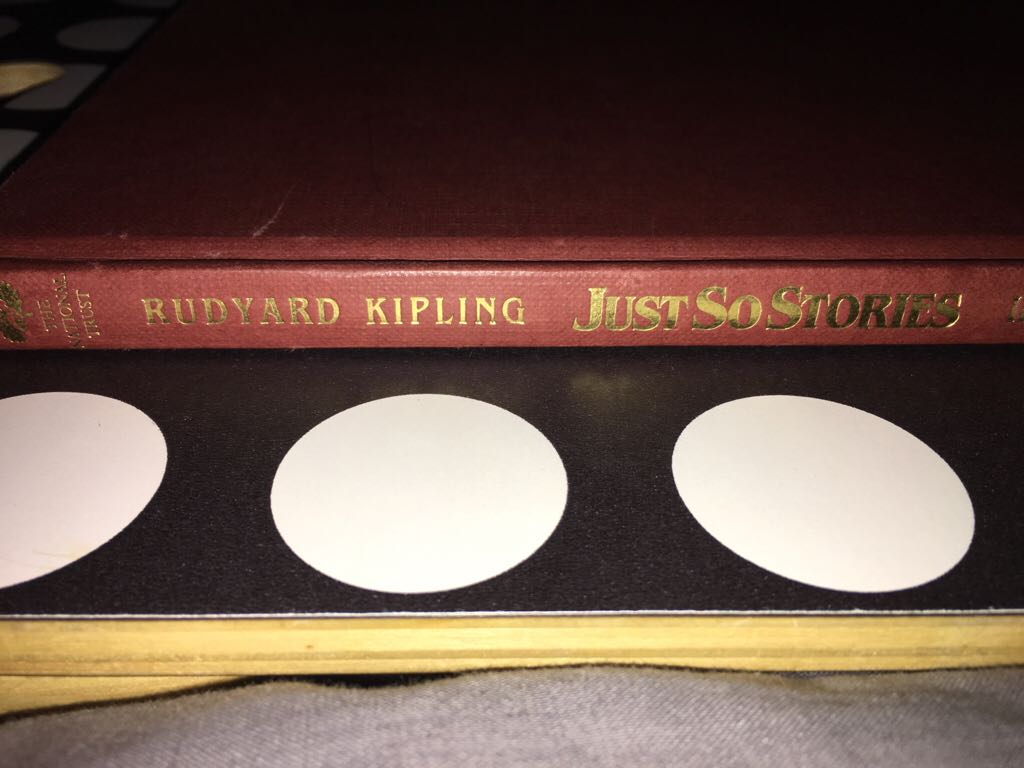 THE
NATIONAL
TRUST
RUDYARD KIPLING
JUST SO STORIES